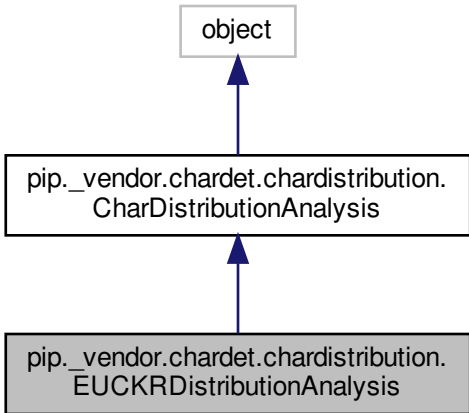 object
pip._vendor.chardet.chardistribution.
CharDistributionAnalysis
pip._vendor.chardet.chardistribution.
EUCKRDistributionAnalysis